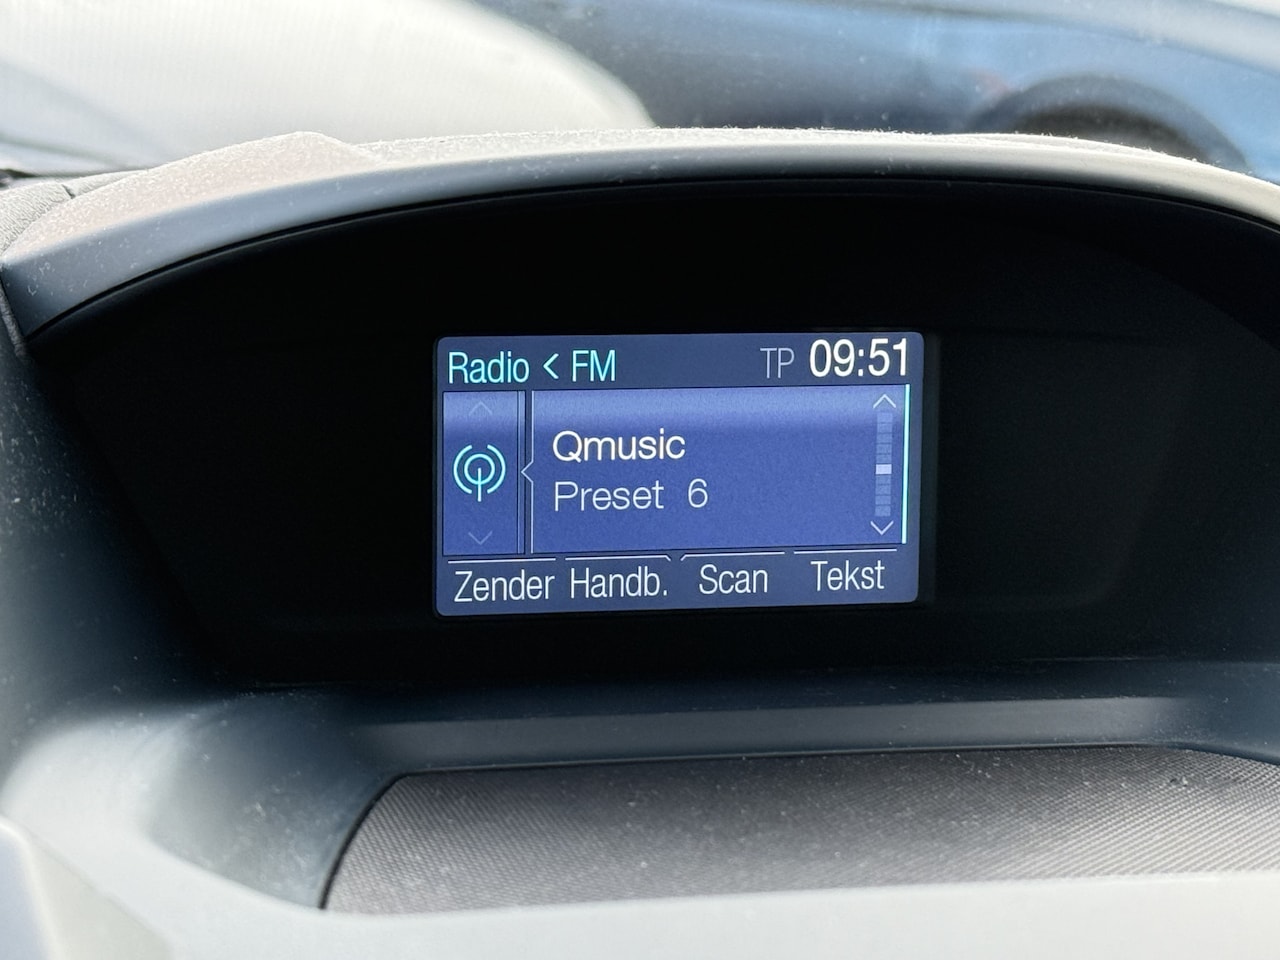 Radio < FM TP 09:51
Qmusic
Preset 6
Zender Handb. Scan Tekst